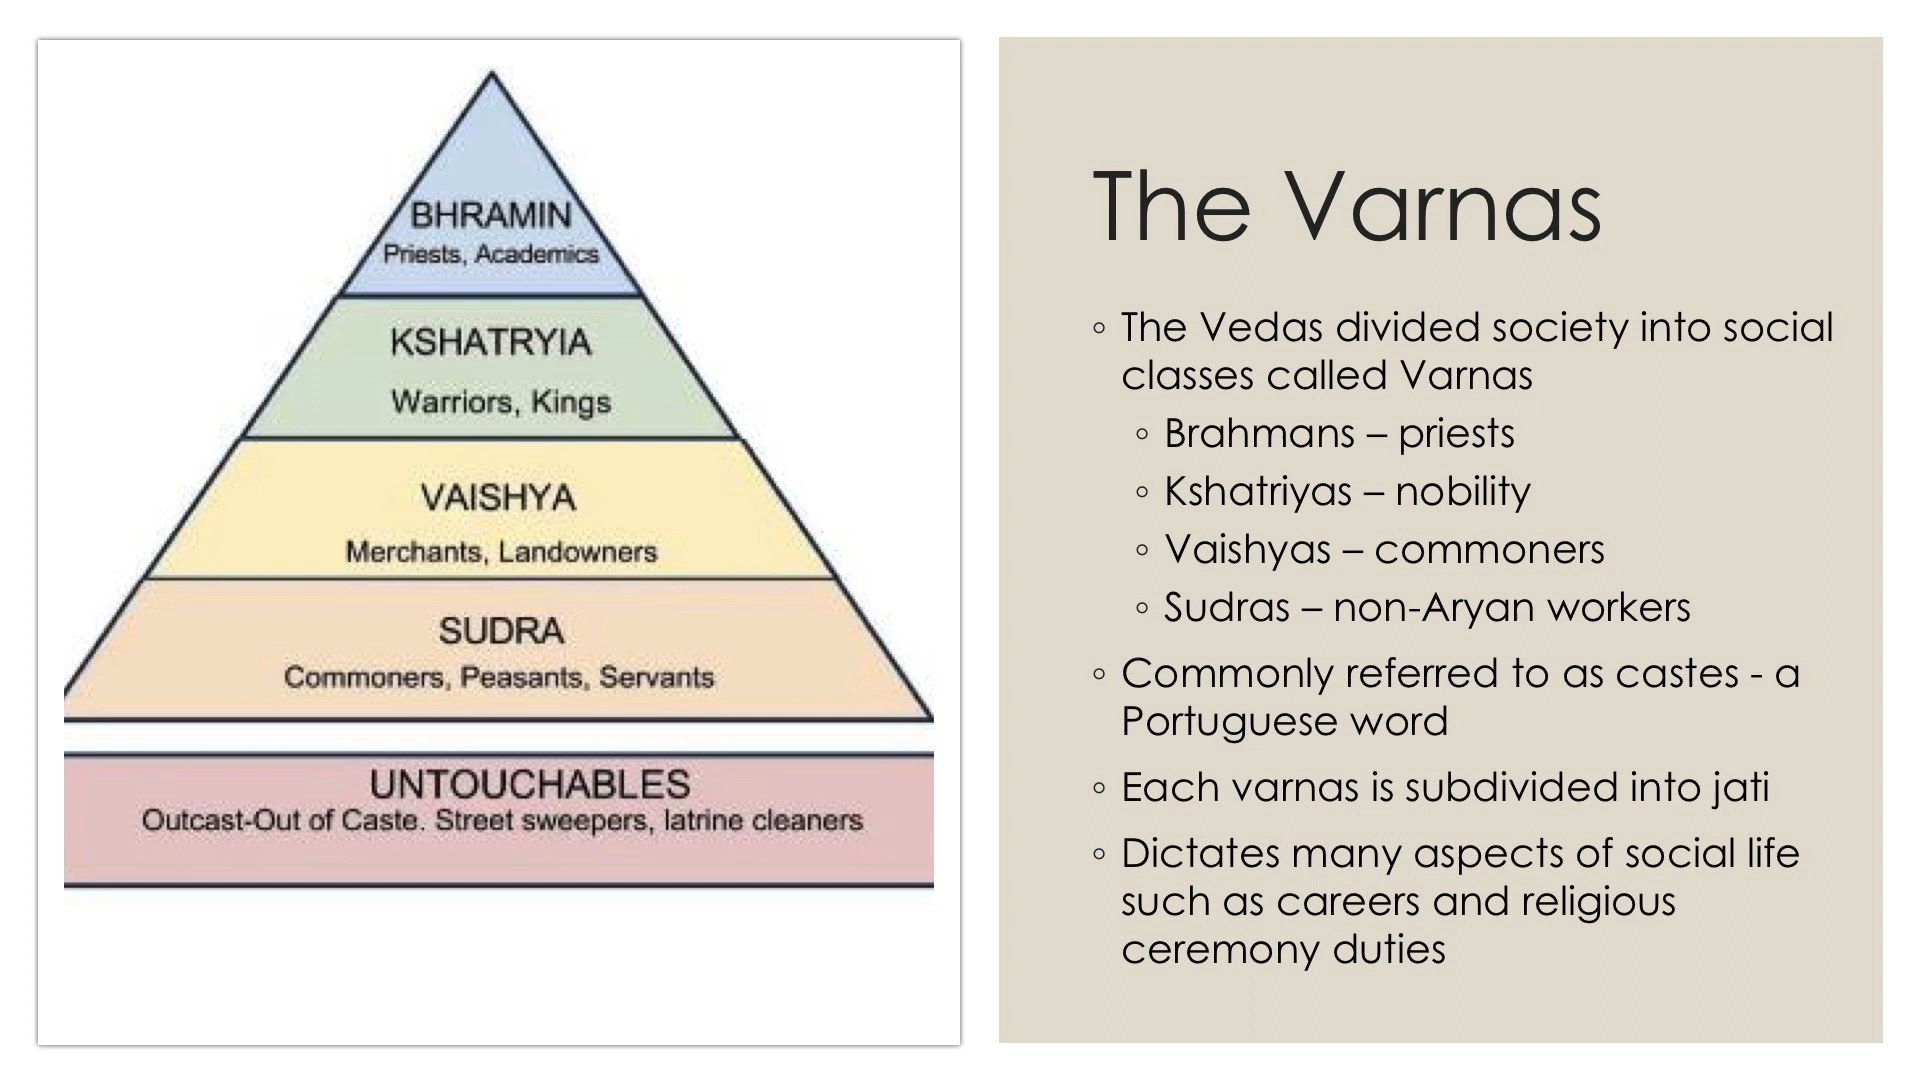 BHRAMIN
Priests, Academics
KSHATRYIA
Warriors, Kings
VAISHYA
Merchants, Landowners
SUDRA
Commoners, Peasants, Servants
UNTOUCHABLES
Outcast-Out of Caste. Street sweepers, latrine cleaners
The Varnas
◦ The Vedas divided society into social
classes called Varnas
◦ Brahmans – priests
◦ Kshatriyas – nobility
◦ Vaishyas – commoners
◦ Sudras – non-Aryan workers
◦ Commonly referred to as castes - a
Portuguese word
◦ Each varnas is subdivided into jati
◦ Dictates many aspects of social life
such as careers and religious
ceremony duties